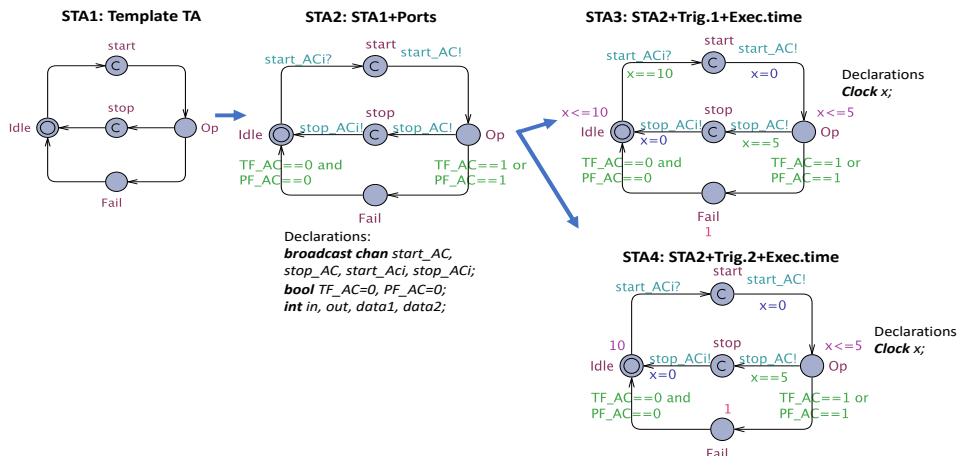 STA1: Template TA
start
C
stop
C
Idle
Op
Fail
STA2: STA1+Ports
start
start_ACi?
start_AC!
C
stop
stop_ACi!
stop_AC!
C
Idle
Op
TF_AC==0 and
PF_AC==0
TF_AC==1 or
PF_AC==1
Fail
Declarations:
broadcast chan start_AC,
stop_AC, start_Aci, stop_ACi;
bool TF_AC=0, PF_AC=0;
int in, out, data1, data2;
STA3: STA2+Trig.1+Exec.time
start
start_ACi?
start_AC!
C
x==10
x=0
Declarations
Clock x;
x<=10
stop
x<=5
stop_ACi!
stop_AC!
C
Idle
Op
x=0
x==5
TF_AC==0 and
PF_AC==0
TF_AC==1 or
PF_AC==1
Fail
1
STA4: STA2+Trig.2+Exec.time
start
start_ACi?
start_AC!
C
x=0
Declarations
Clock x;
10
stop
x<=5
stop_ACi!
stop_AC!
C
Idle
Op
x=0
x==5
TF_AC==0 and
PF_AC==0
TF_AC==1 or
PF_AC==1
1
Fail